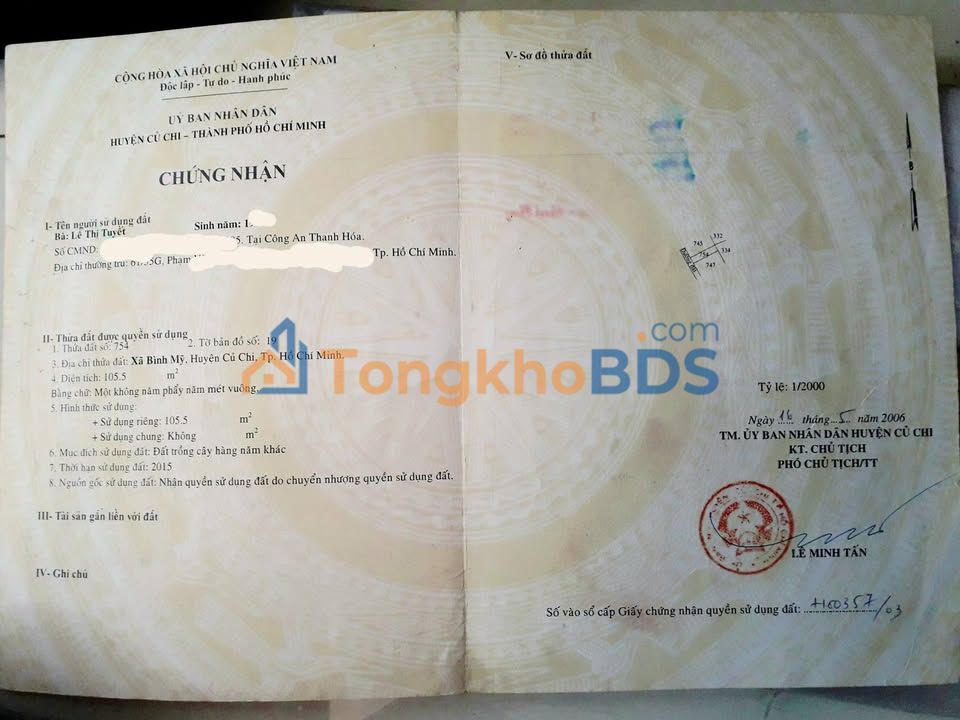 CỘNG HÒA XÃ HỘI CHỦ NGHĨA VIỆT NAM
Độc lập - Tự do - Hạnh phúc
UỶ BAN NHÂN DÂN
HUYỆN CỦ CHI – THÀNH PHỐ HỒ CHÍ MINH
CHỨNG NHẬN
I- Tên người sử dụng đất
Bà: Lê Thị Tuyết Sinh năm: 1
Số CMND: 5. Tại Công An Thanh Hóa.
Địa chỉ thường trú: Phạm Tp. Hồ Chí Minh.
II- Thửa đất được quyền sử dụng
1. Thửa đất số: 754 2. Tờ bản đồ số: 19
3. Địa chỉ thửa đất: Xã Bình Mỹ, Huyện Củ Chi, Tp. Hồ Chí Minh.
4. Diện tích: 105.5 m²
Bằng chữ: Một không năm phẩy năm mét vuông.
5. Hình thức sử dụng:
+ Sử dụng riêng: 105.5 m²
+ Sử dụng chung: Không m²
6. Mục đích sử dụng đất: Đất trồng cây hàng năm khác
7. Thời hạn sử dụng đất: 2015
8. Nguồn gốc sử dụng đất: Nhận quyền sử dụng đất do chuyển nhượng quyền sử dụng đất.
III- Tài sản gắn liền với đất
IV- Ghi chú
V- Sơ đồ thửa đất
B
332
745
334
754
747
TongkhoBDS.com
Tỷ lệ: 1/2000
Ngày 16 tháng 5 năm 2006
TM. ỦY BAN NHÂN DÂN HUYỆN CỦ CHI
KT. CHỦ TỊCH
PHÓ CHỦ TỊCH/TT
LÊ MINH TẤN
Số vào sổ cấp Giấy chứng nhận quyền sử dụng đất: H00357/03